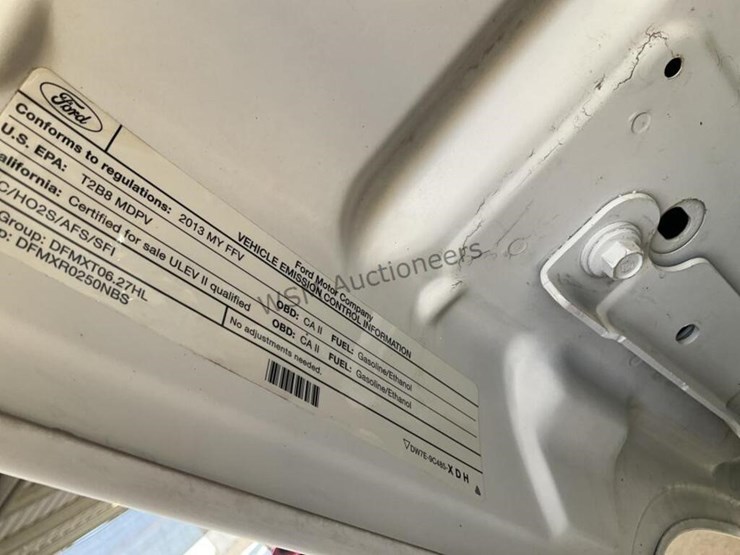 Ford
Ford Motor Company
VEHICLE EMISSION CONTROL INFORMATION
Conforms to regulations: 2013 MY FFV
U.S. EPA: T2B8 MDPV OBD: CA II FUEL: Gasoline/Ethanol
alifornia: Certified for sale ULEV II qualified OBD: CA II FUEL: Gasoline/Ethanol
C/HO2S/AFS/SFI
No adjustments needed.
Group: DFMXT06.27HL
P: DFMXR0250NBS
DW7E-9C485-XDH
Auctioneers